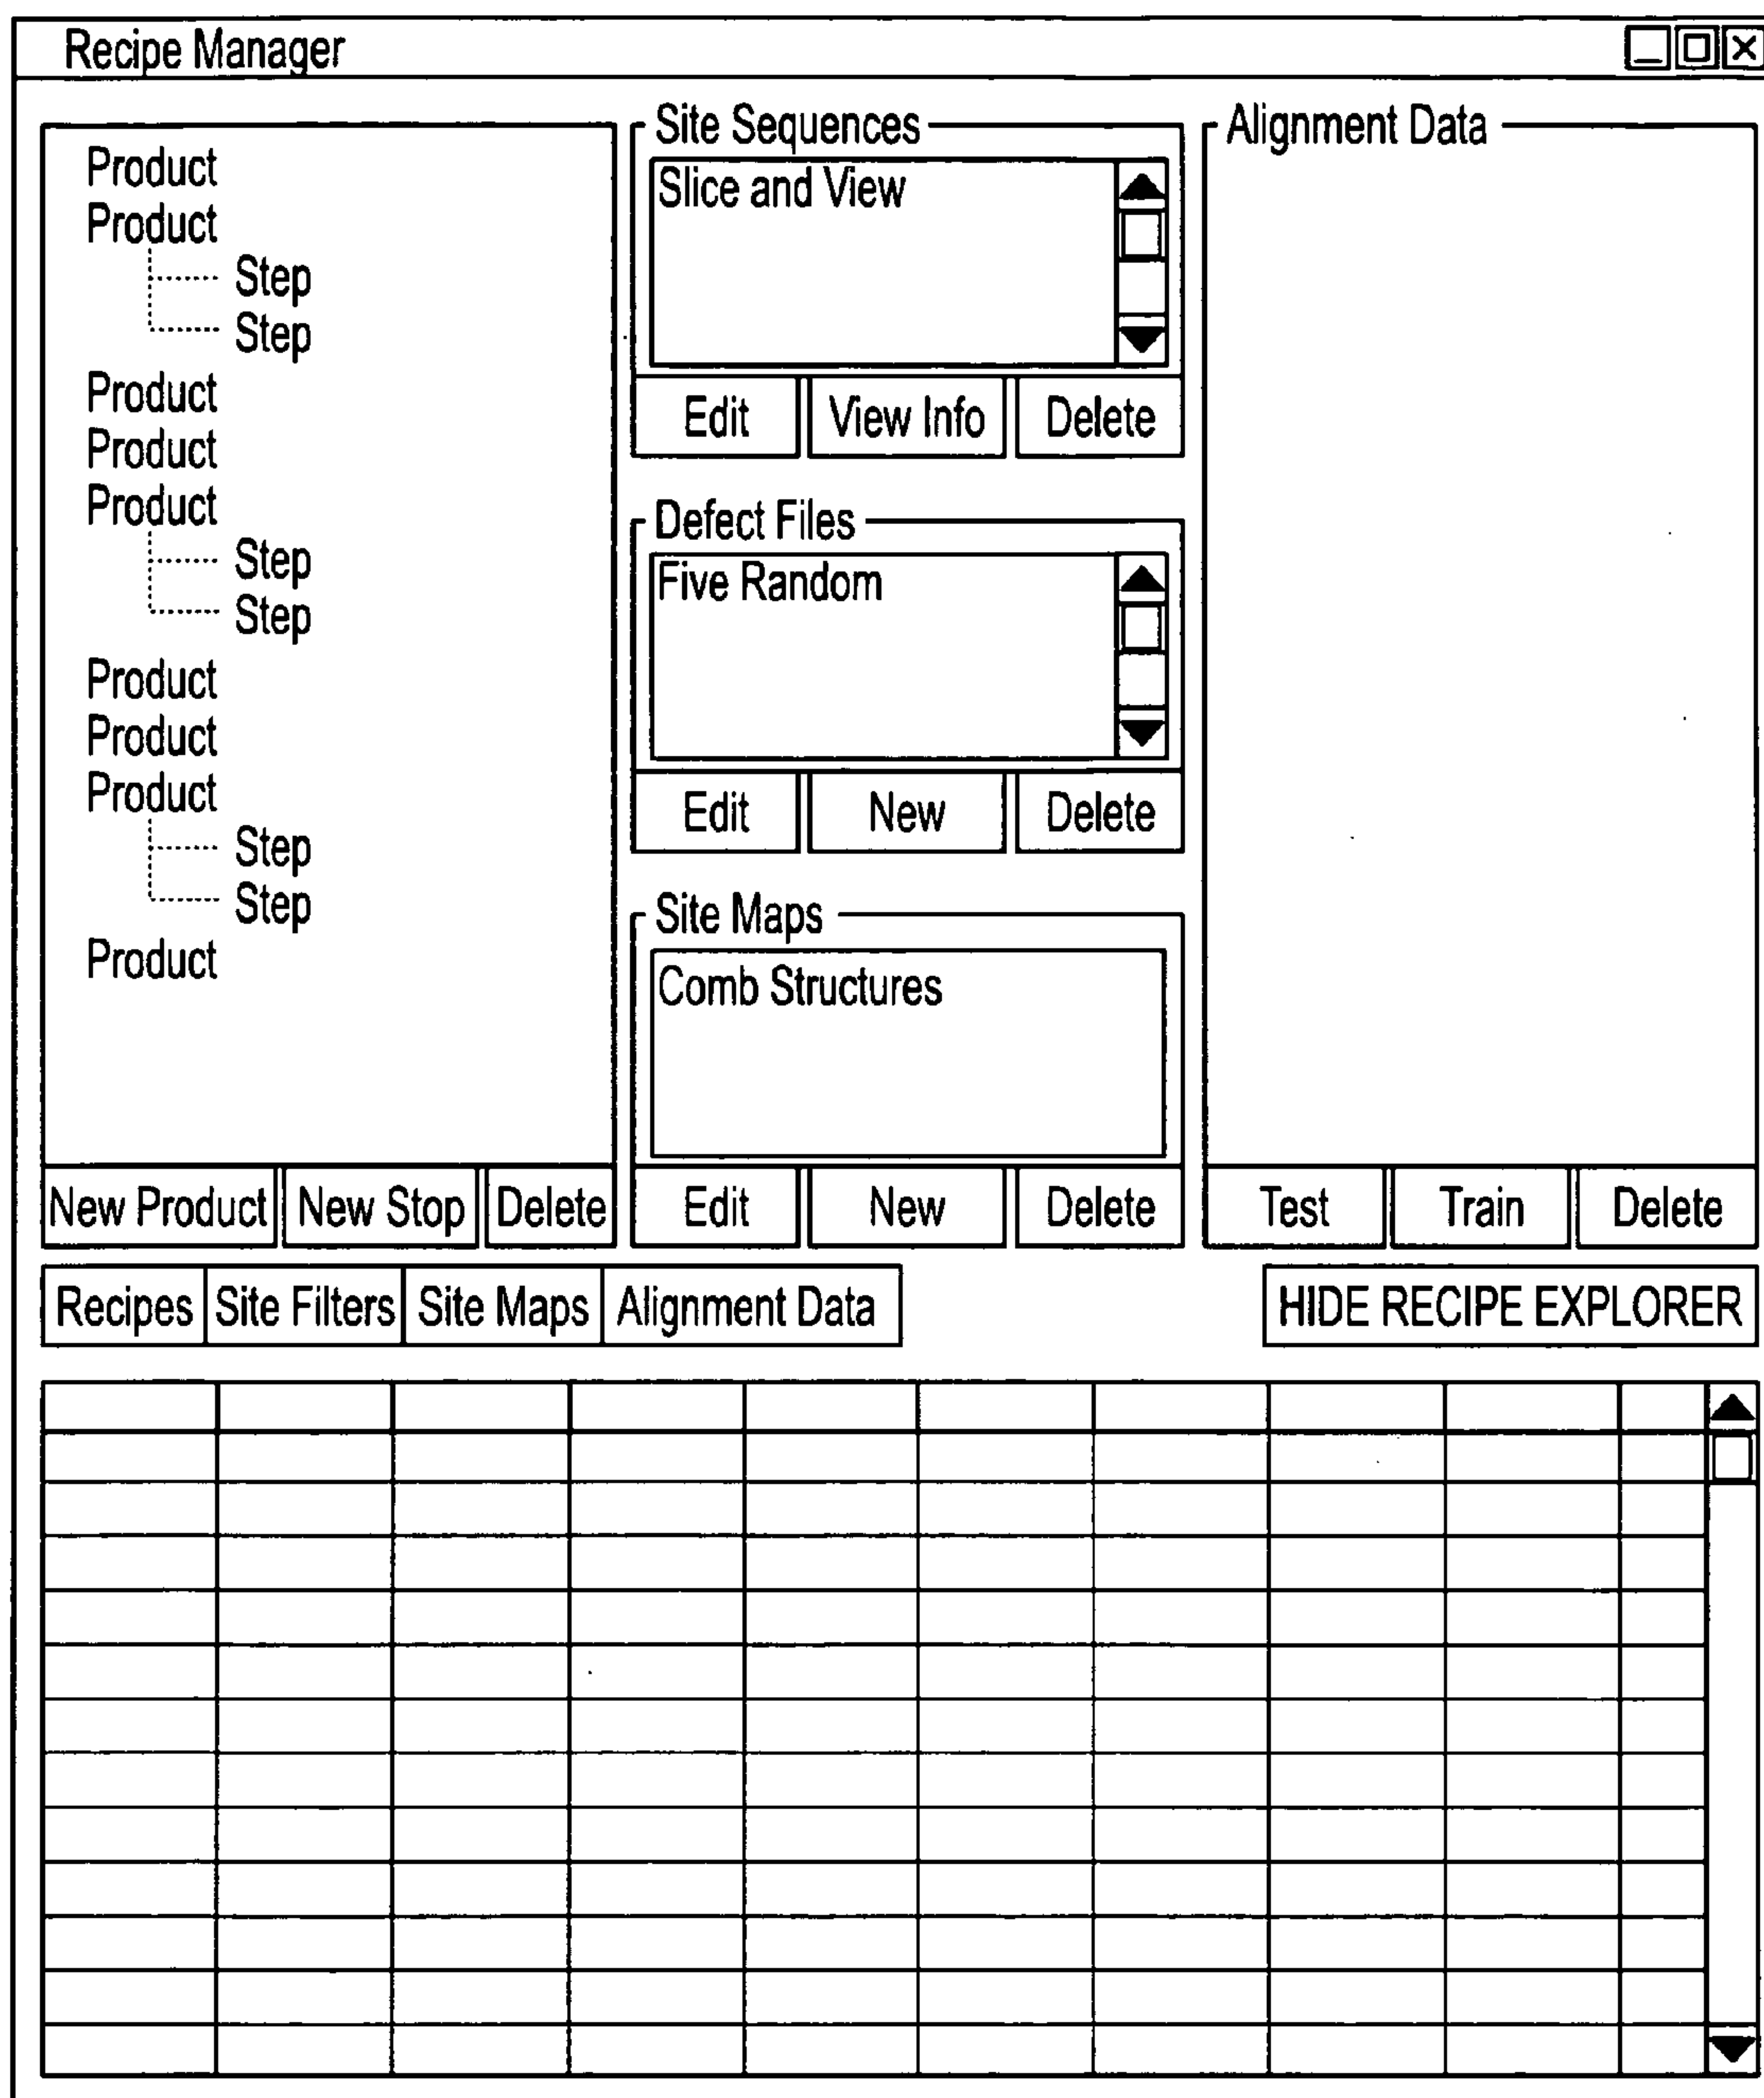 Recipe Manager
Product
Product
Step
Step
Product
Product
Product
Step
Step
Product
Product
Product
Step
Step
Product
New Product New Stop Delete
Site Sequences
Slice and View
Edit View Info Delete
Defect Files
Five Random
Edit New Delete
Site Maps
Comb Structures
Edit New Delete
Alignment Data
Test Train Delete
Recipes Site Filters Site Maps Alignment Data
HIDE RECIPE EXPLORER